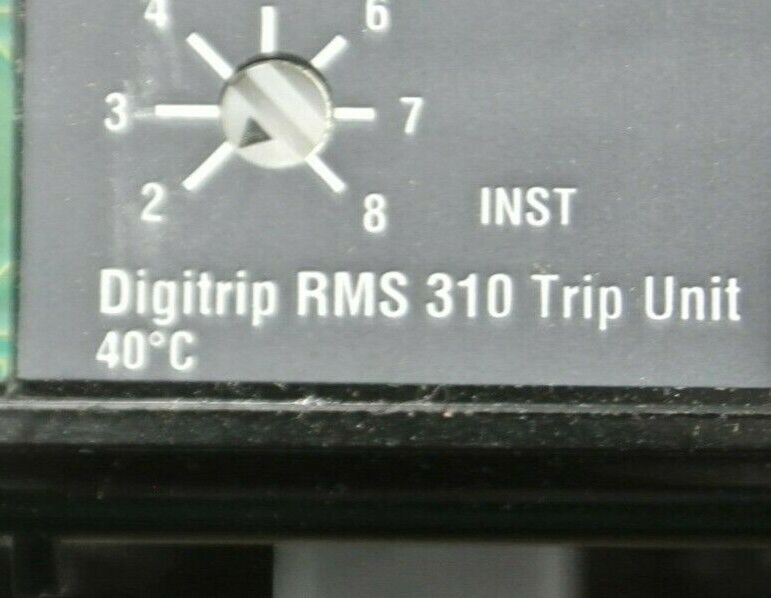 4 6
3 7
2 8 INST
Digitrip RMS 310 Trip Unit
40°C